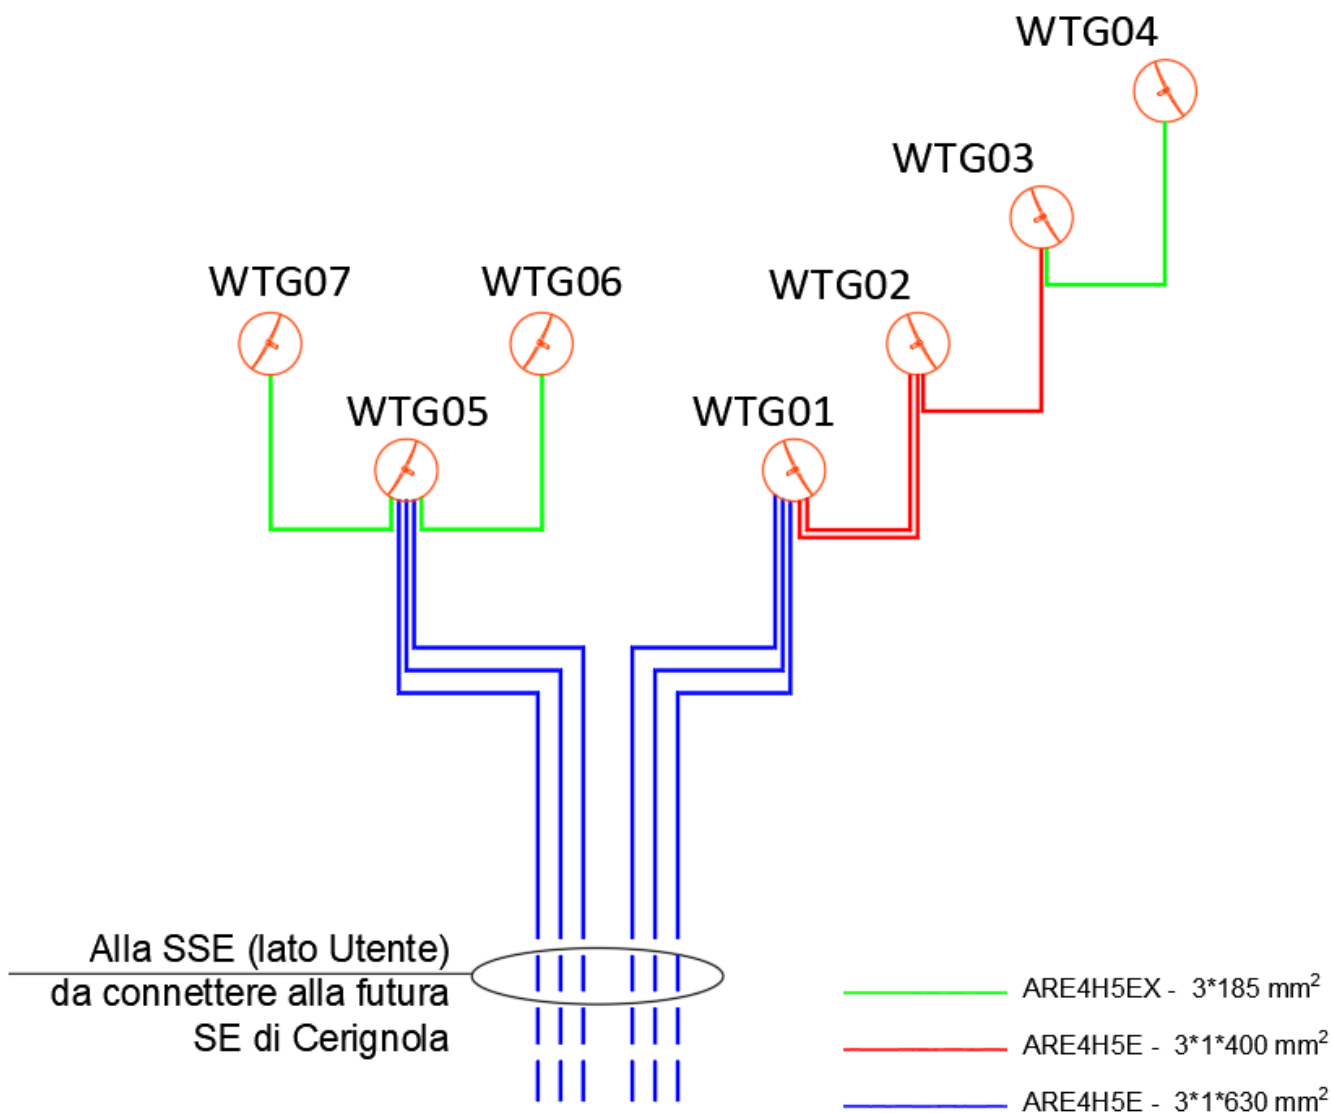 WTG04
WTG03
WTG07
WTG06
WTG02
WTG05
WTG01
Alla SSE (lato Utente)
da connettere alla futura
SE di Cerignola
ARE4H5EX - 3*185 mm²
ARE4H5E - 3*1*400 mm²
ARE4H5E - 3*1*630 mm²